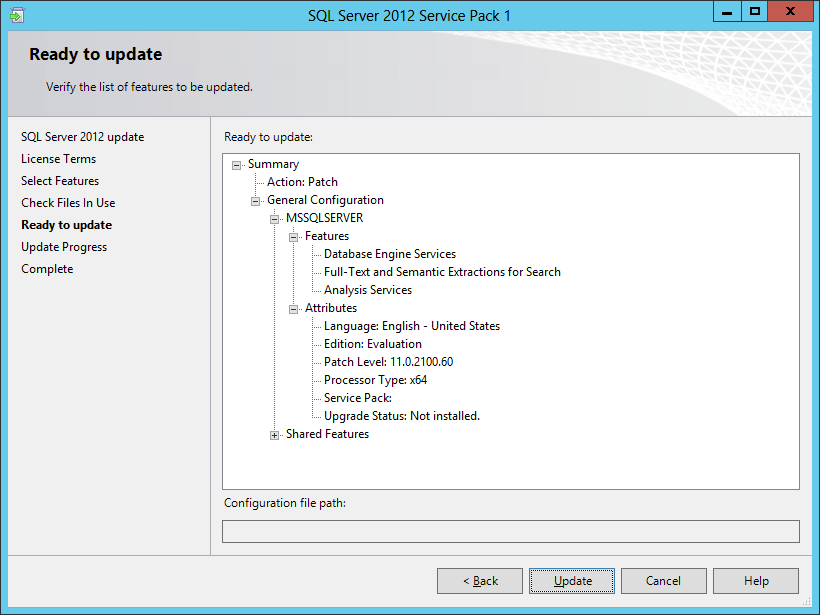 SQL Server 2012 Service Pack 1
Ready to update
Verify the list of features to be updated.
SQL Server 2012 update
License Terms
Select Features
Check Files In Use
Ready to update
Update Progress
Complete
Ready to update:
Summary
Action: Patch
General Configuration
MSSQLSERVER
Features
Database Engine Services
Full-Text and Semantic Extractions for Search
Analysis Services
Attributes
Language: English - United States
Edition: Evaluation
Patch Level: 11.0.2100.60
Processor Type: x64
Service Pack:
Upgrade Status: Not installed.
Shared Features
Configuration file path:
< Back
Update
Cancel
Help